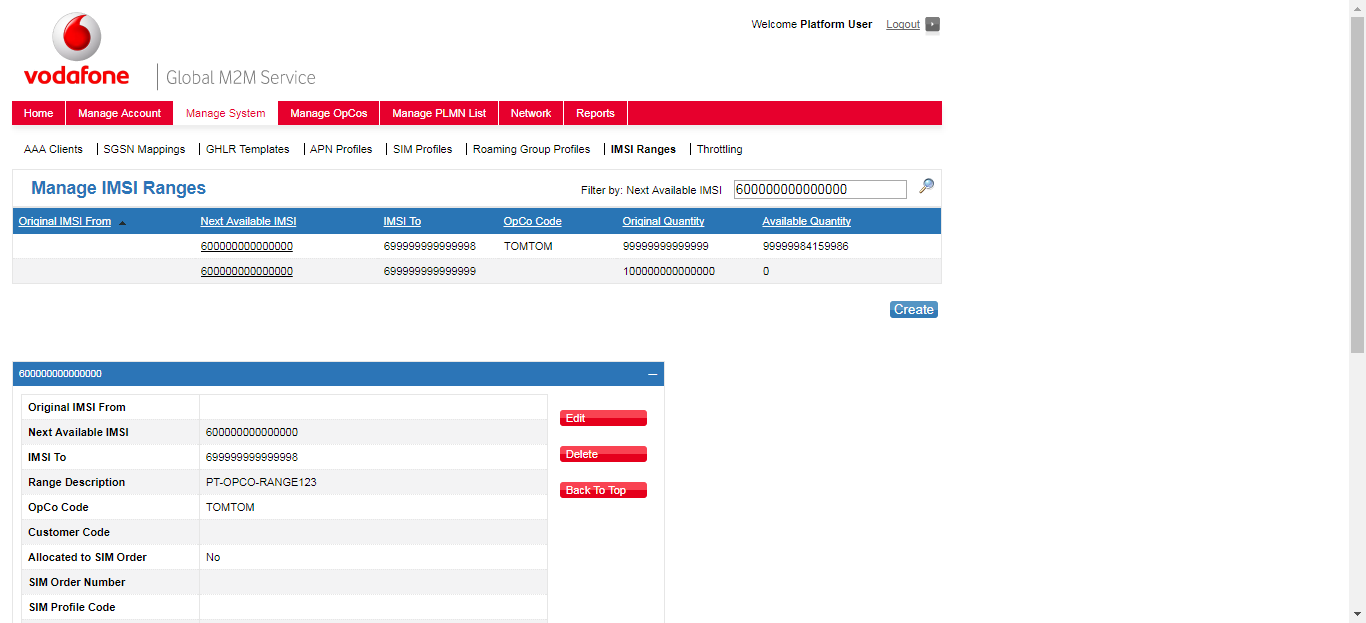 Welcome Platform User Logout
vodafone Global M2M Service
Home Manage Account Manage System Manage OpCos Manage PLMN List Network Reports
AAA Clients SGSN Mappings GHLR Templates APN Profiles SIM Profiles Roaming Group Profiles IMSI Ranges Throttling
Manage IMSI Ranges Filter by: Next Available IMSI 600000000000000
Original IMSI From Next Available IMSI IMSI To OpCo Code Original Quantity Available Quantity
600000000000000 699999999999998 TOMTOM 99999999999999 99999984159986
600000000000000 699999999999999 100000000000000 0
Create
600000000000000
Original IMSI From
Edit
Next Available IMSI 600000000000000
IMSI To 699999999999998
Delete
Range Description PT-OPCO-RANGE123
Back To Top
OpCo Code TOMTOM
Customer Code
Allocated to SIM Order No
SIM Order Number
SIM Profile Code